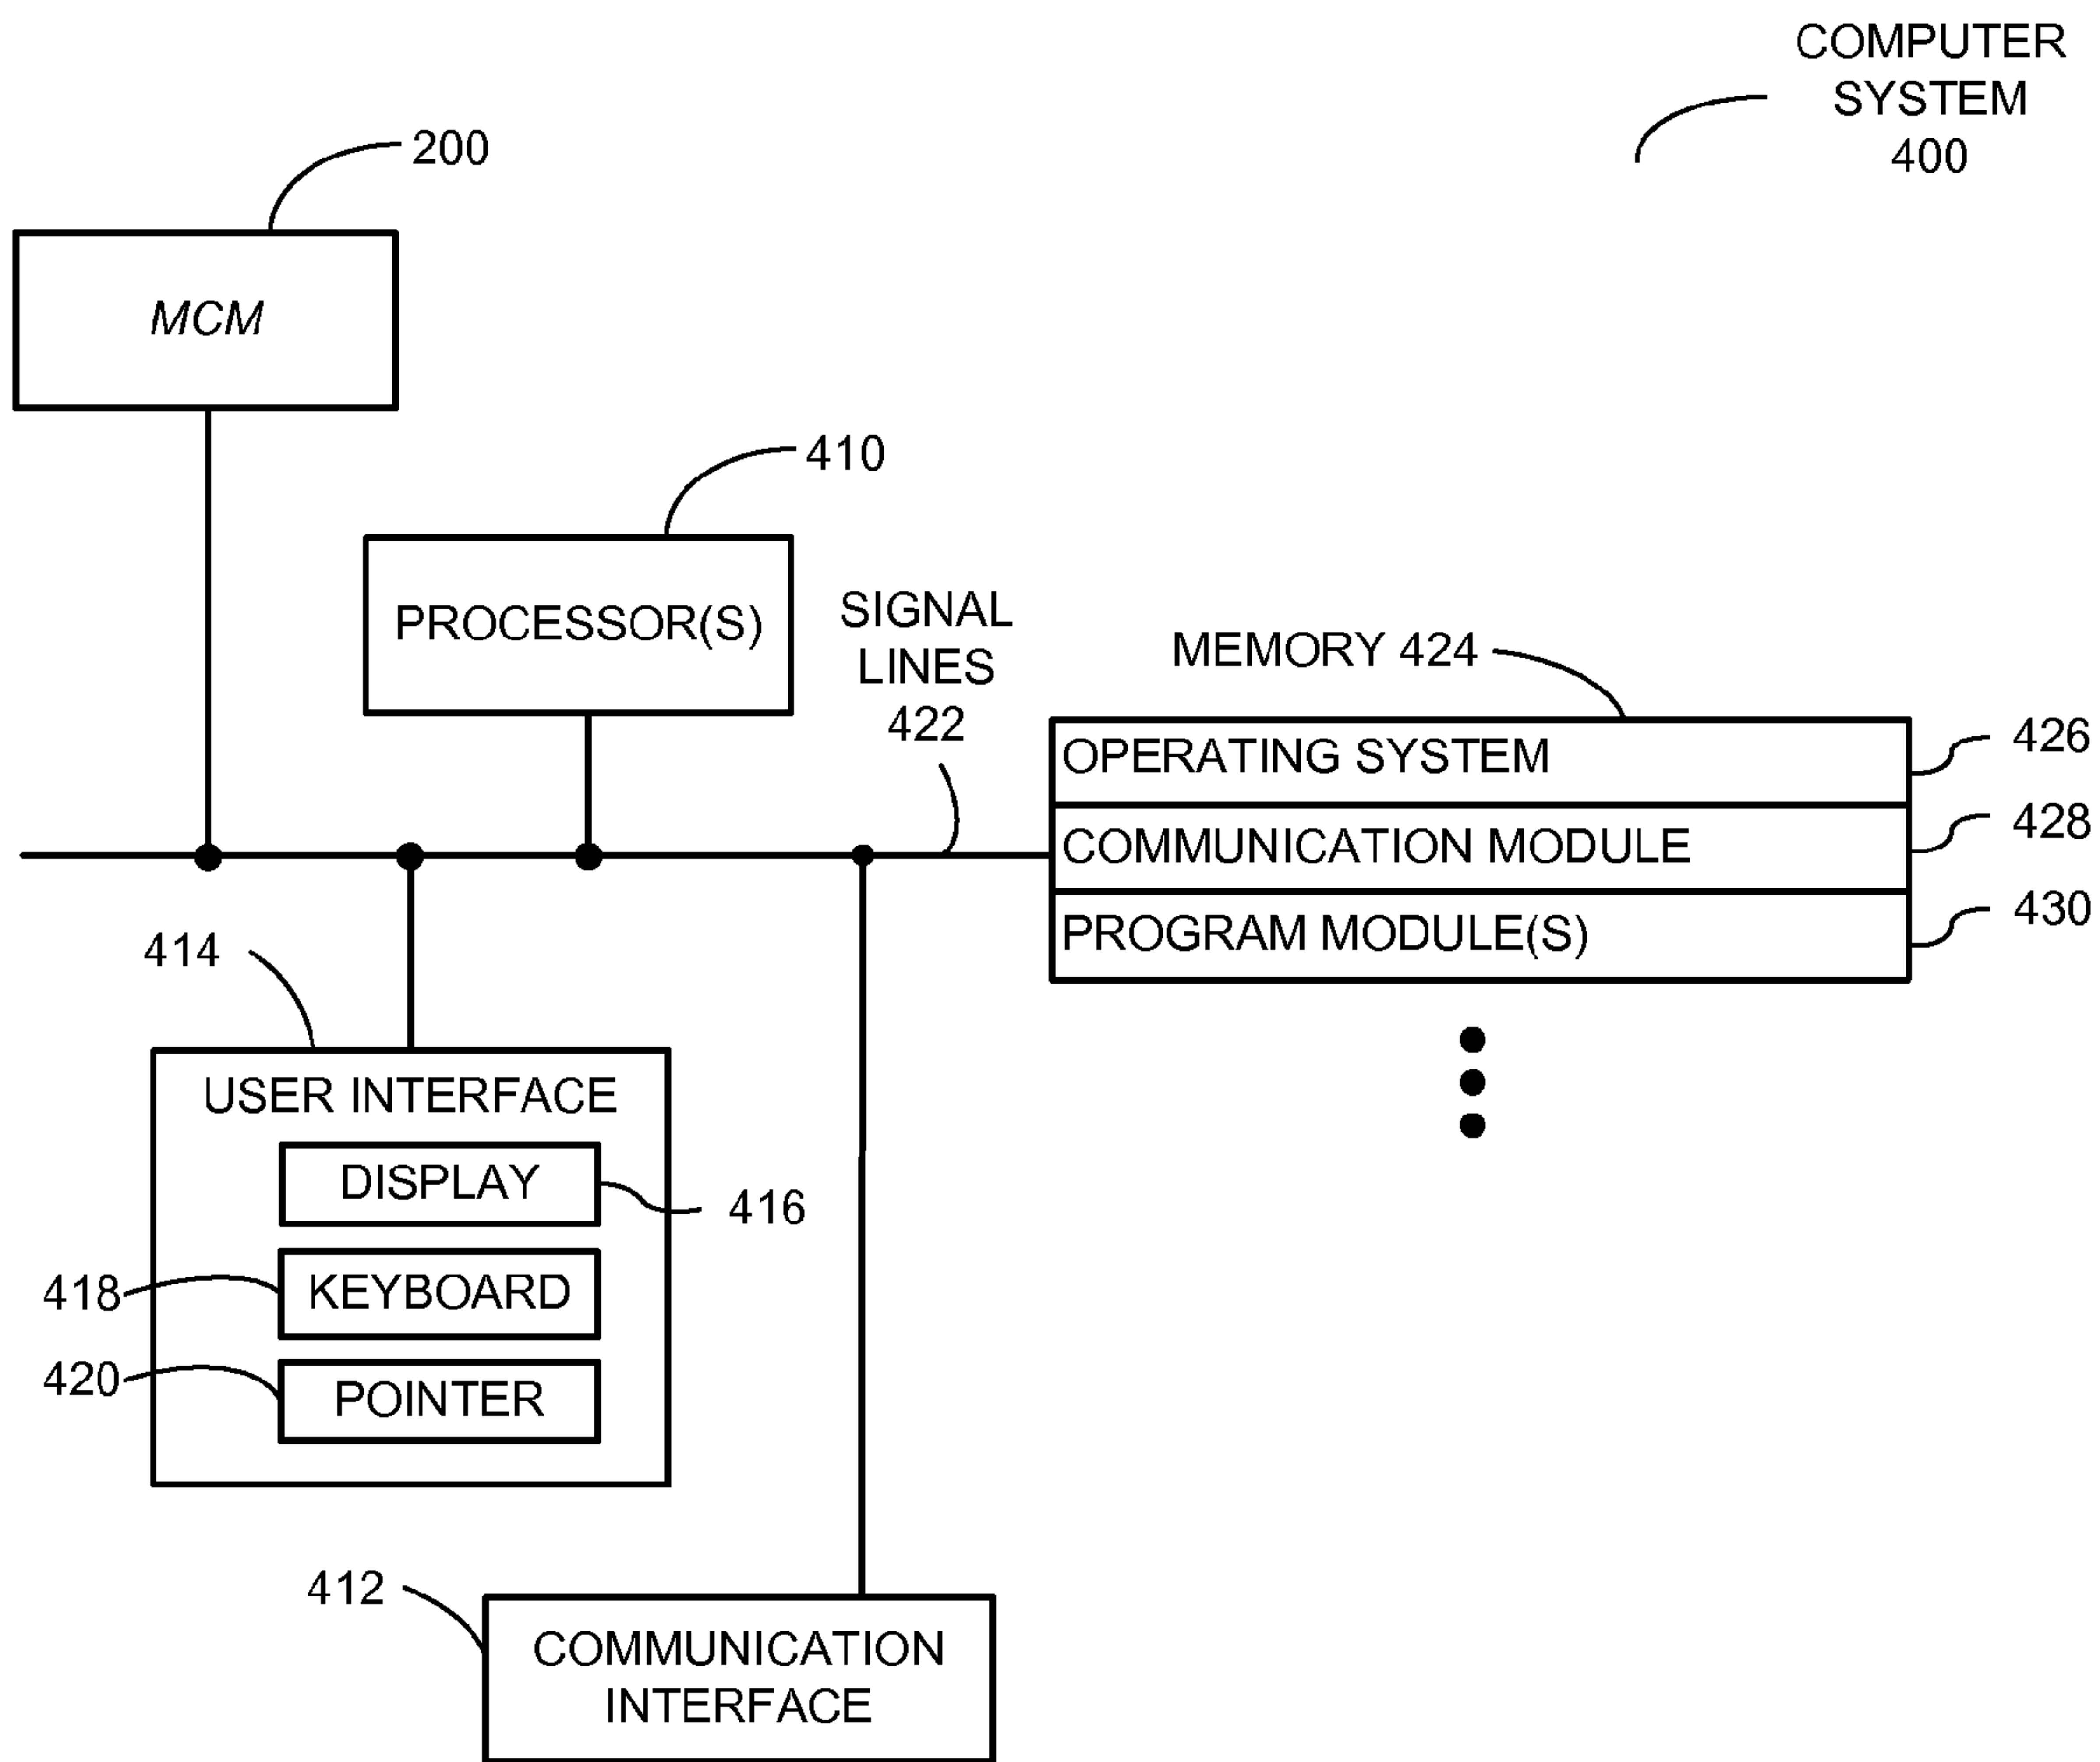 COMPUTER
SYSTEM
400
200
MCM
410
PROCESSOR(S)
SIGNAL
LINES
422
MEMORY 424
OPERATING SYSTEM
426
COMMUNICATION MODULE
428
PROGRAM MODULE(S)
430
414
USER INTERFACE
DISPLAY
416
418
KEYBOARD
420
POINTER
412
COMMUNICATION
INTERFACE